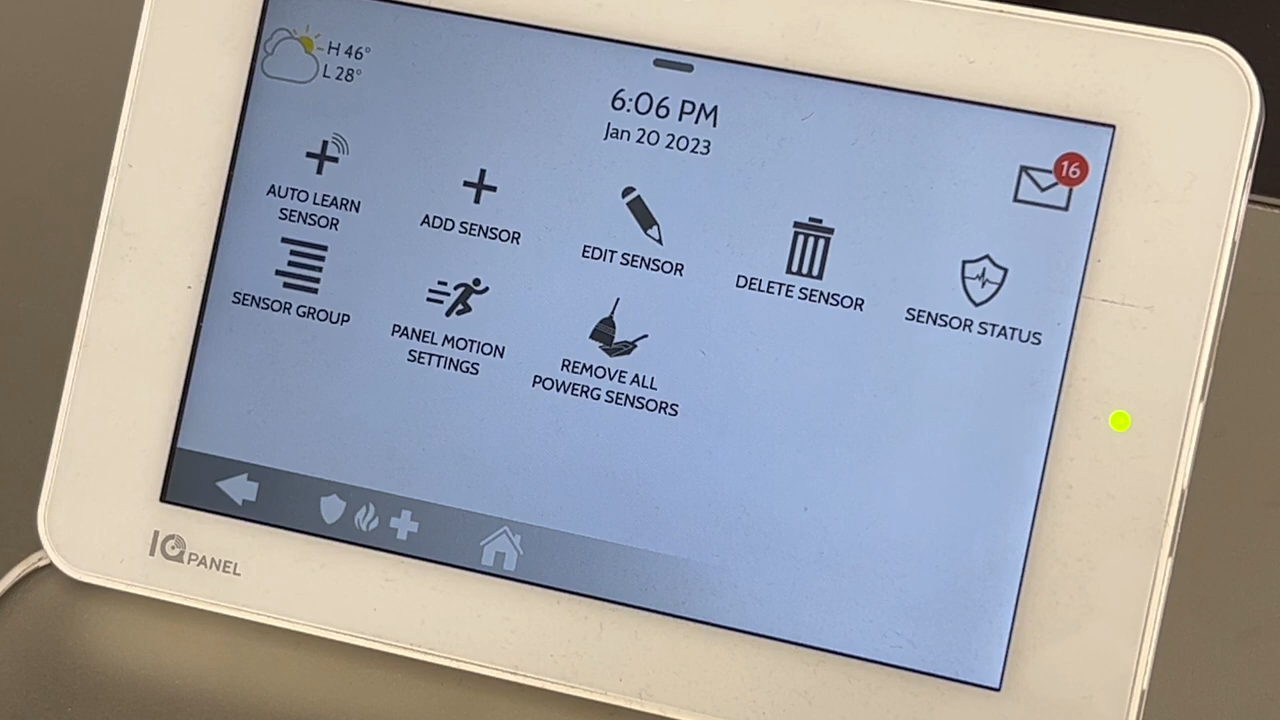 H 46°
L 28°
6:06 PM
Jan 20 2023
16
AUTO LEARN
SENSOR
ADD SENSOR
EDIT SENSOR
DELETE SENSOR
SENSOR STATUS
SENSOR GROUP
PANEL MOTION
SETTINGS
REMOVE ALL
POWERG SENSORS
IQ PANEL